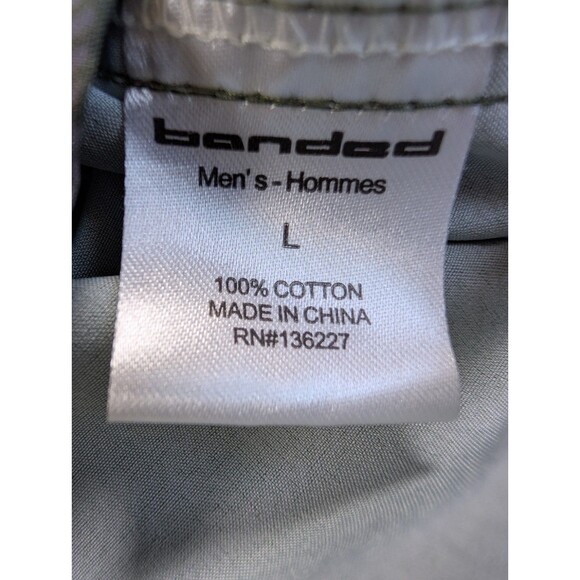 banded
Men's-Hommes
L
100% COTTON
MADE IN CHINA
RN#136227